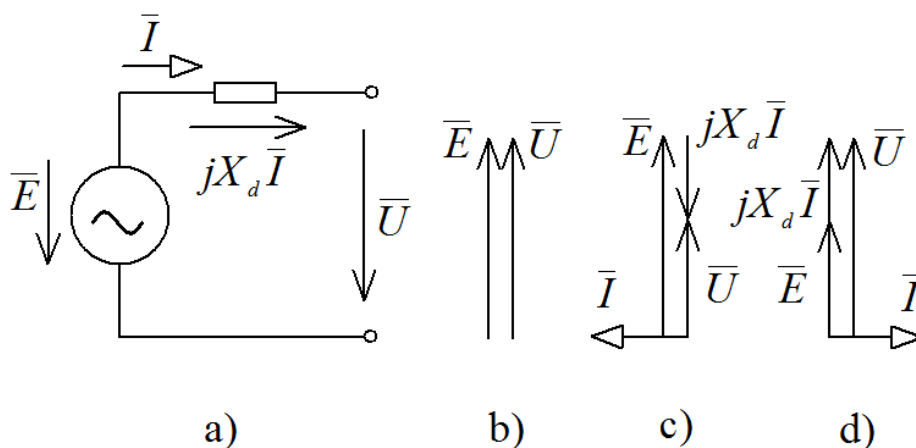 I̅
jX_d I̅
E̅
U̅
a)
E̅ U̅
b)
E̅ jX_d I̅
I̅ U̅
c)
U̅
jX_d I̅
E̅ I̅
d)